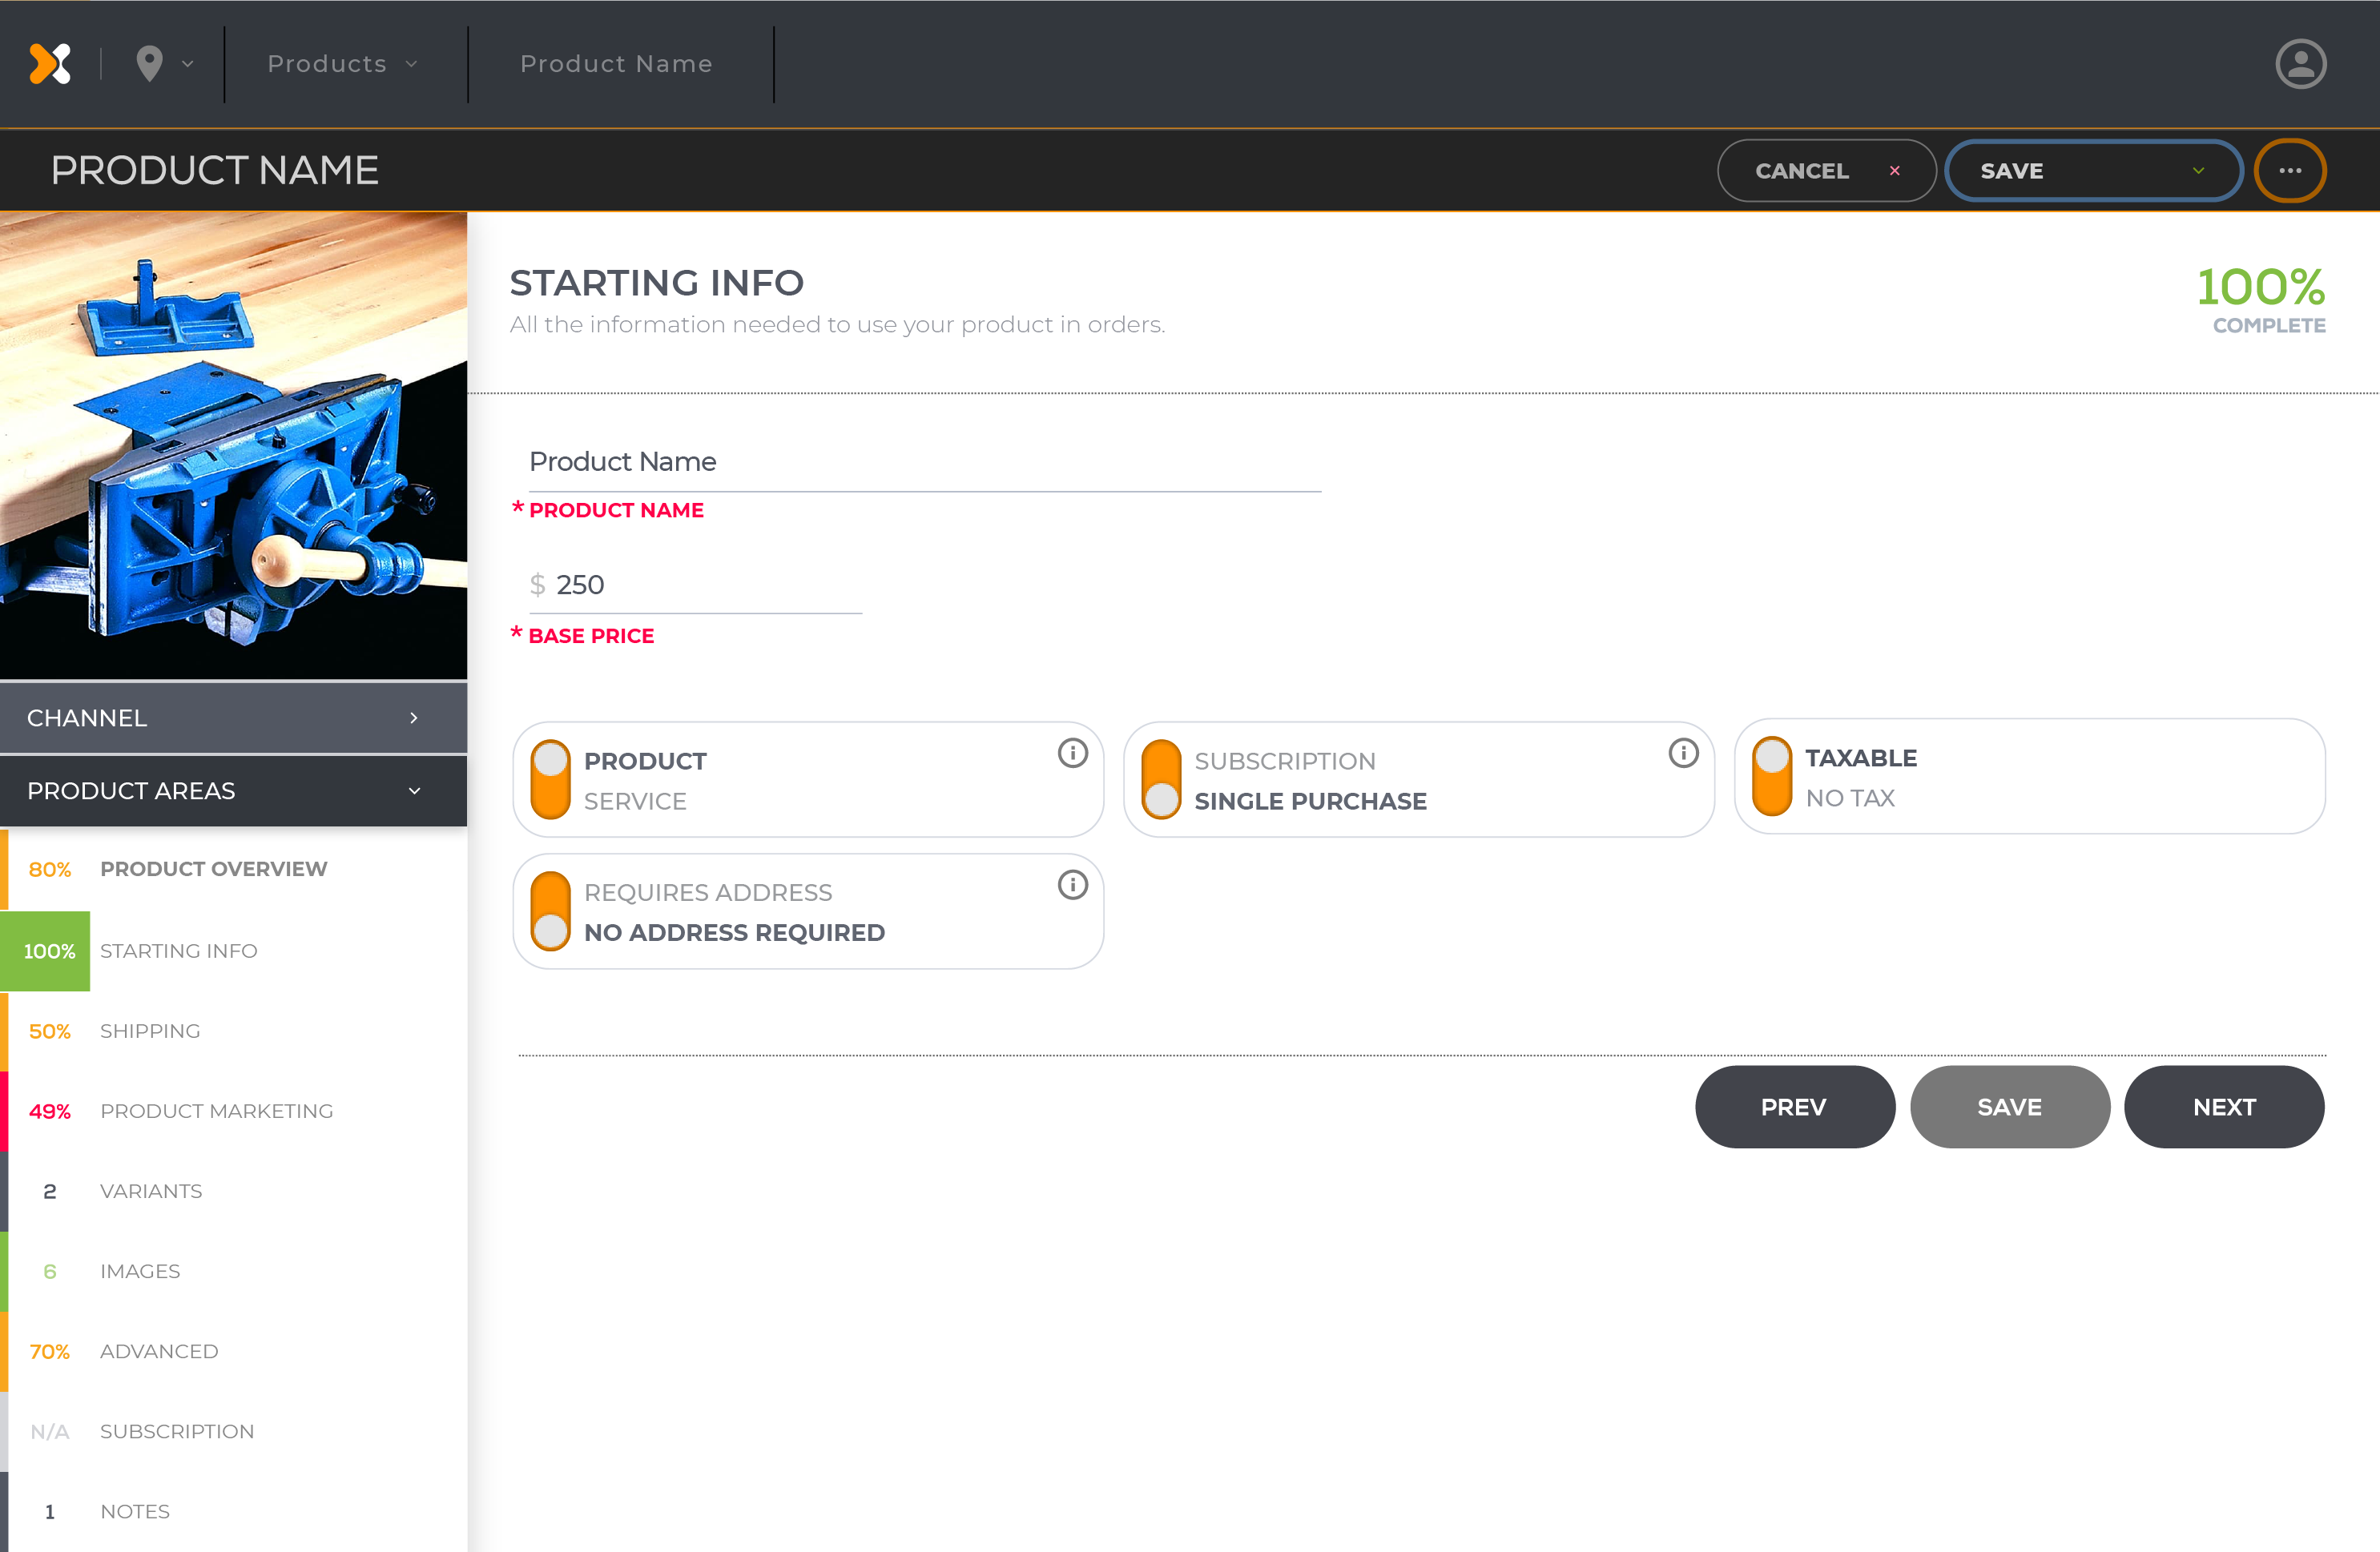 Products
Product Name
PRODUCT NAME
CANCEL
SAVE
STARTING INFO
All the information needed to use your product in orders.
100%
COMPLETE
Product Name
* PRODUCT NAME
$ 250
* BASE PRICE
CHANNEL
PRODUCT AREAS
80% PRODUCT OVERVIEW
100% STARTING INFO
50% SHIPPING
49% PRODUCT MARKETING
2 VARIANTS
6 IMAGES
70% ADVANCED
N/A SUBSCRIPTION
1 NOTES
PRODUCT
SERVICE
SUBSCRIPTION
SINGLE PURCHASE
TAXABLE
NO TAX
REQUIRES ADDRESS
NO ADDRESS REQUIRED
PREV
SAVE
NEXT